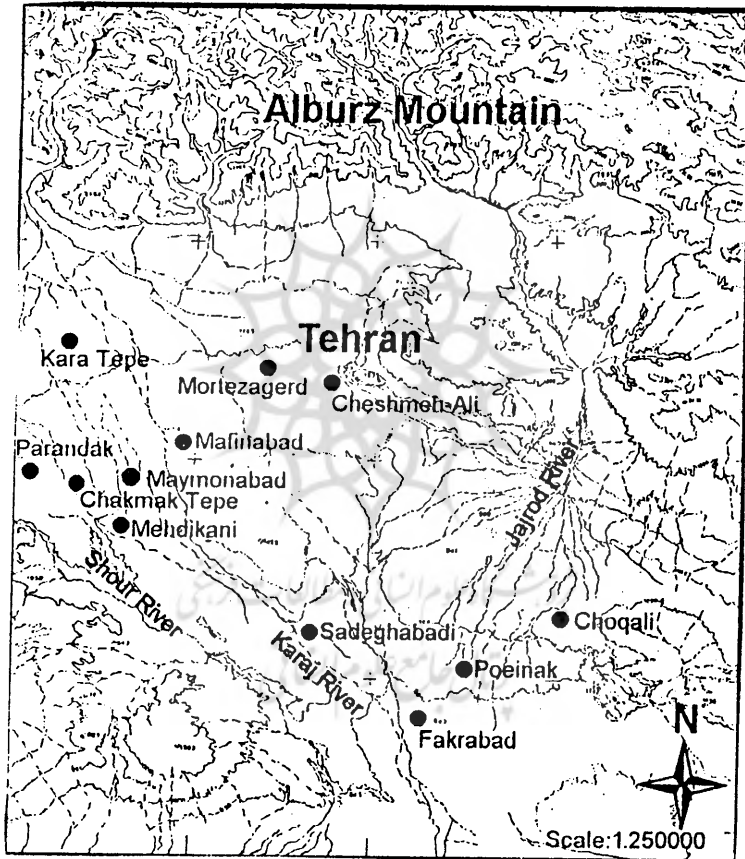 Alburz Mountain
Tehran
Kara Tepe
Mortezagerd
Cheshmeh-Ali
Mafinabad
Parandak
Maymonabad
Chakmak Tepe
Mehdikani
Jajrod River
Shour River
Sadeghabadi
Karaj River
Choqali
Poeinak
Fakrabad
N
Scale:1.250000